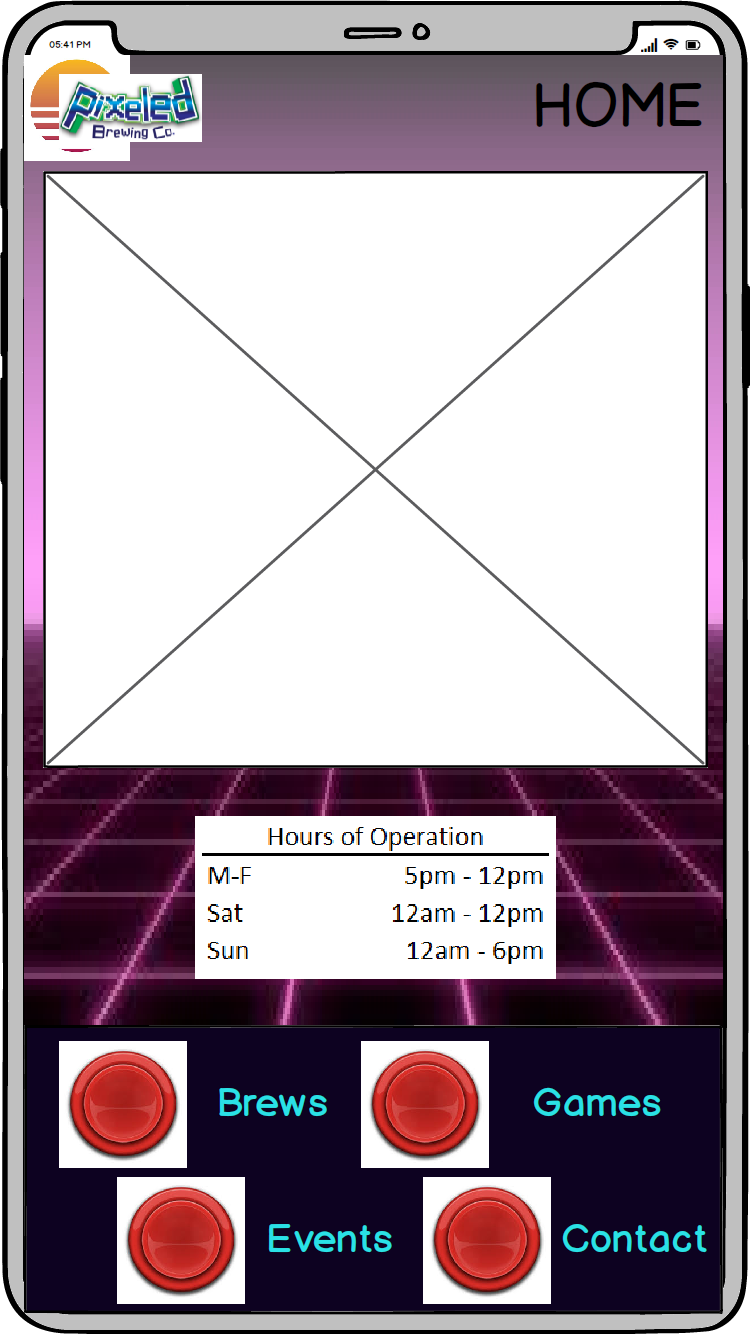 05:41 PM
Pixeled
Brewing Co.
HOME
Hours of Operation
M-F 5pm - 12pm
Sat 12am - 12pm
Sun 12am - 6pm
Brews Games
Events Contact